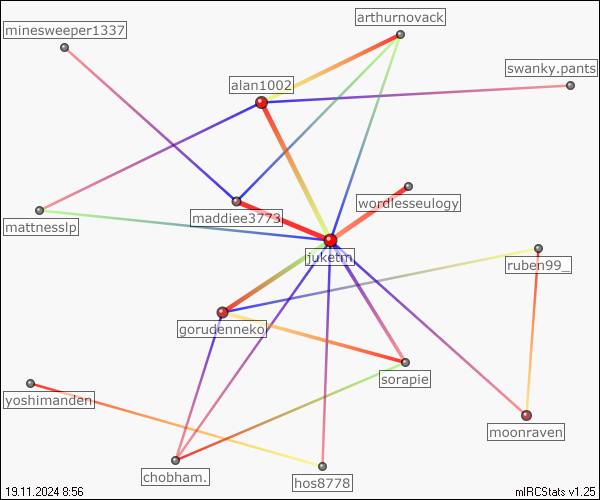 arthurnovack
minesweeper1337
swanky.pants
alan1002
wordlesseulogy
maddiee3773
mattnesslp
juketm
ruben99_
gorudenneko
sorapie
yoshimanden
moonraven
chobham.
hos8778
19.11.2024 8:56
mIRCStats v1.25